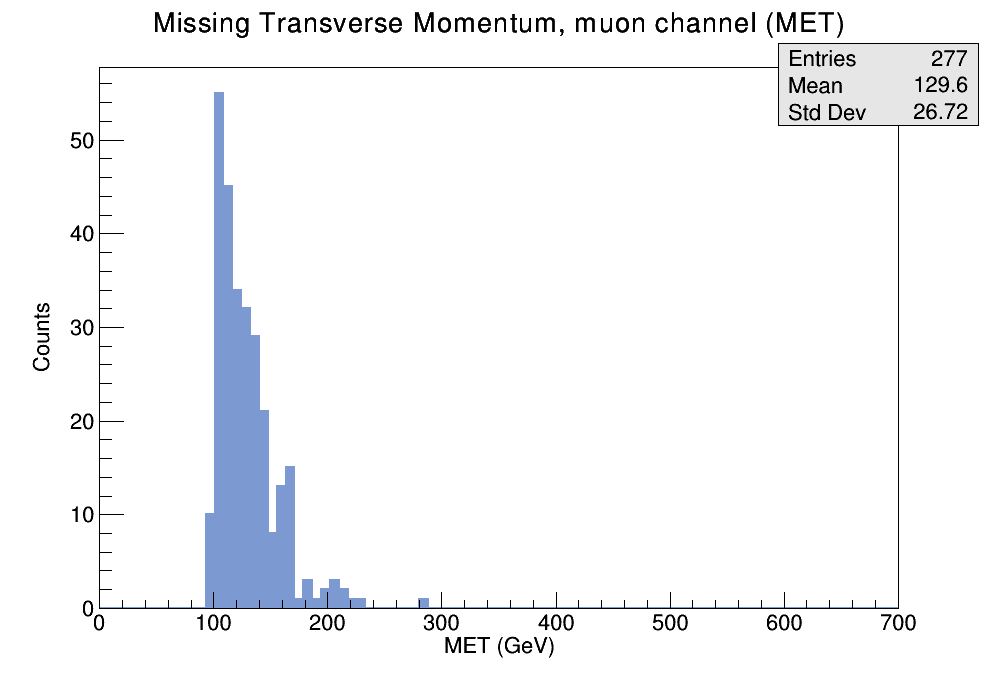 Missing Transverse Momentum, muon channel (MET)
Entries 277
Mean 129.6
Std Dev 26.72
50
40
30
20
10
0
Counts
0 100 200 300 400 500 600 700
MET (GeV)